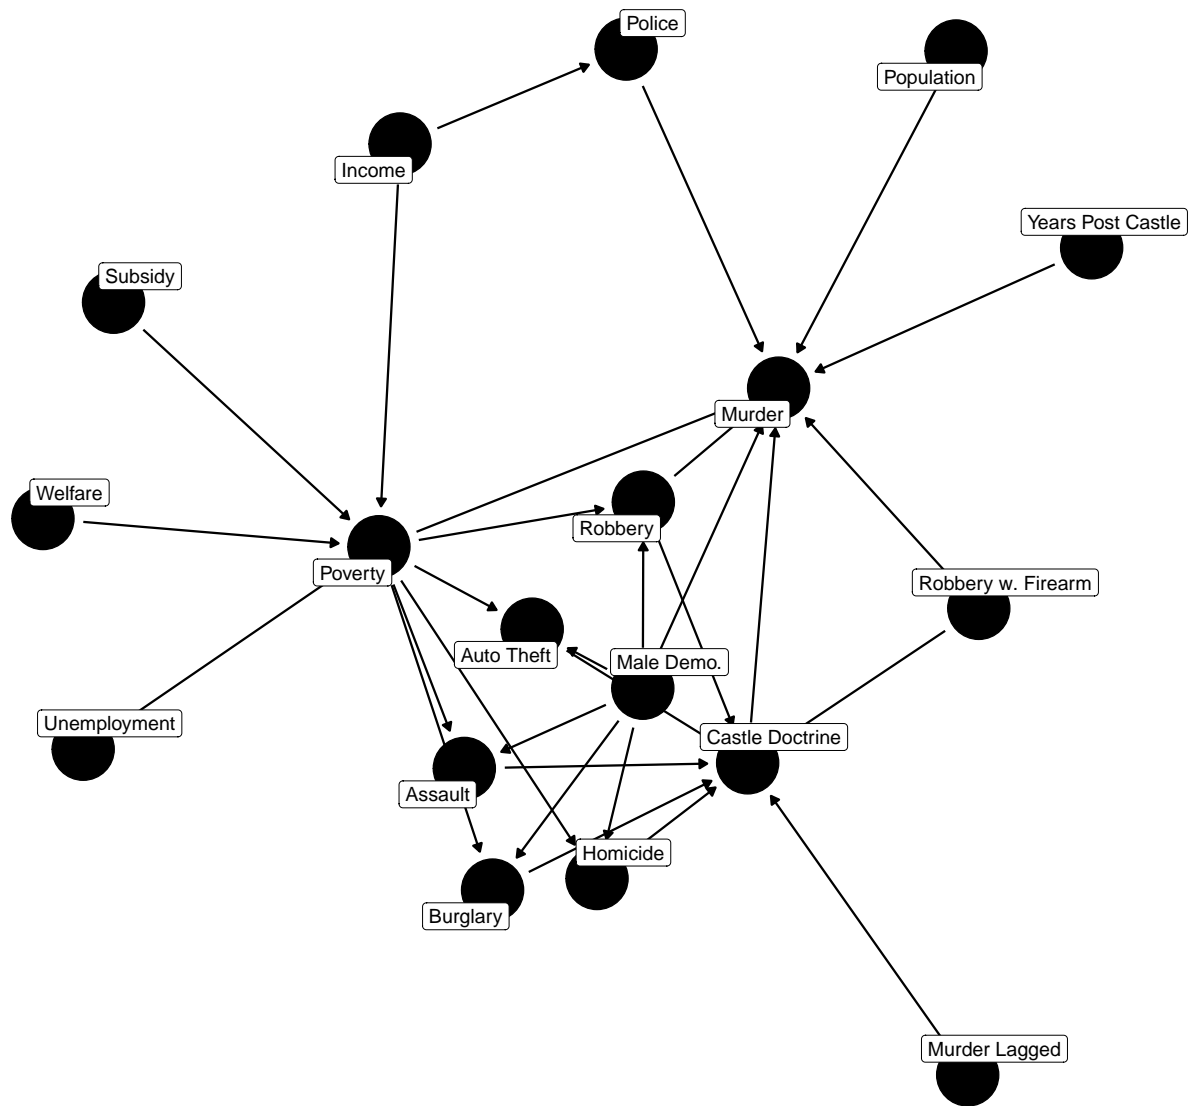 Police
Population
Income
Years Post Castle
Subsidy
Murder
Welfare
Robbery
Poverty
Robbery w. Firearm
Auto Theft
Male Demo.
Unemployment
Castle Doctrine
Assault
Homicide
Burglary
Murder Lagged